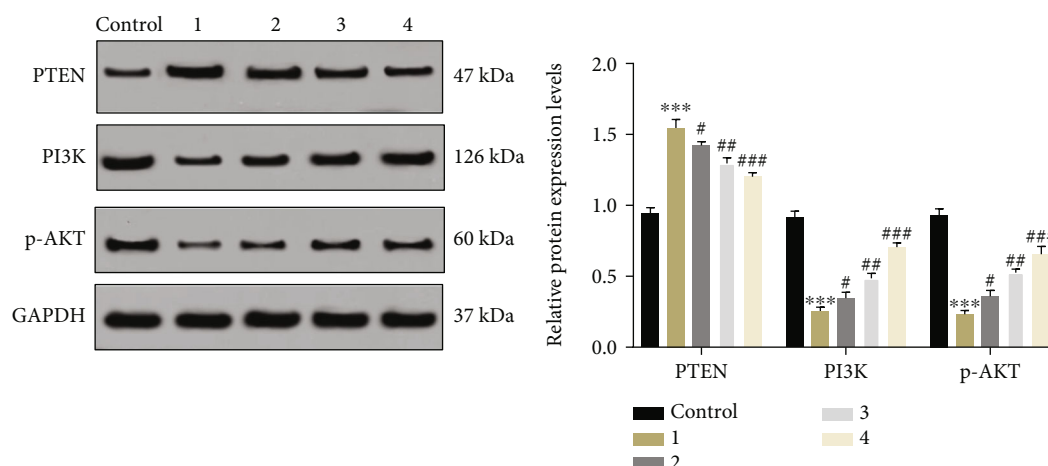 Control 1 2 3 4
PTEN 47 kDa
PI3K 126 kDa
p-AKT 60 kDa
GAPDH 37 kDa
Relative protein expression levels
2.0
1.5
1.0
0.5
0.0
*** # ## ###
*** # ## ###
*** # ## ###
PTEN PI3K p-AKT
Control 3
1 4
2